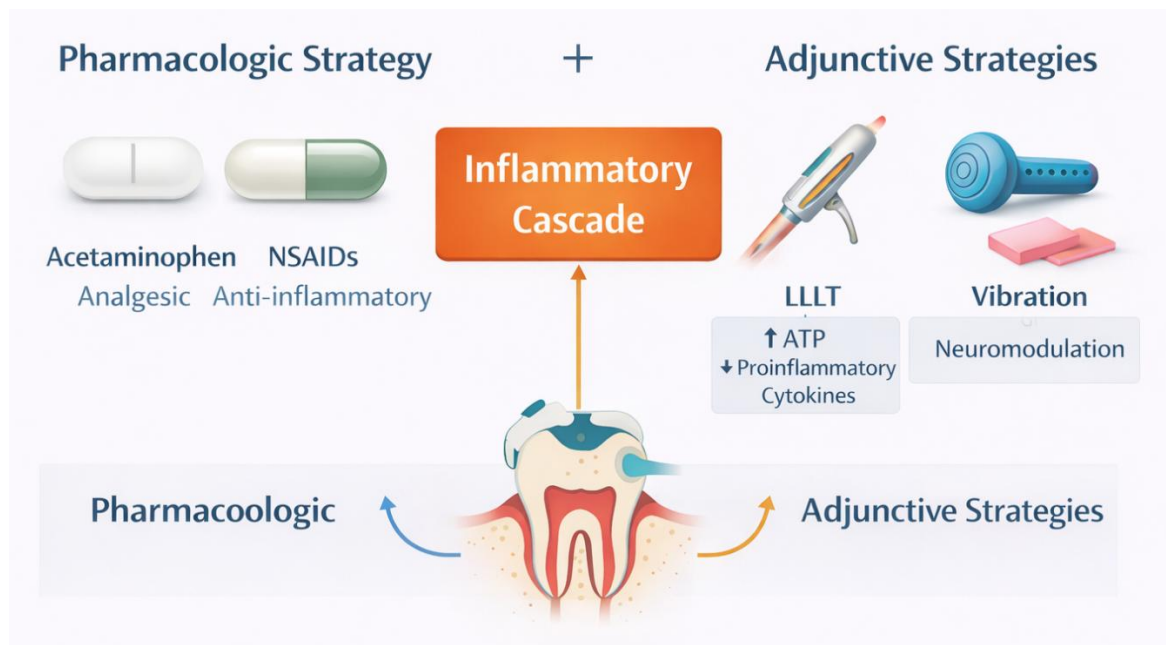 Pharmacologic Strategy + Adjunctive Strategies
Inflammatory
Cascade
Acetaminophen
Analgesic
NSAIDs
Anti-inflammatory
LLLT
↑ ATP
↓ Proinflammatory
Cytokines
Vibration
Neuromodulation
Pharmacoologic
Adjunctive Strategies